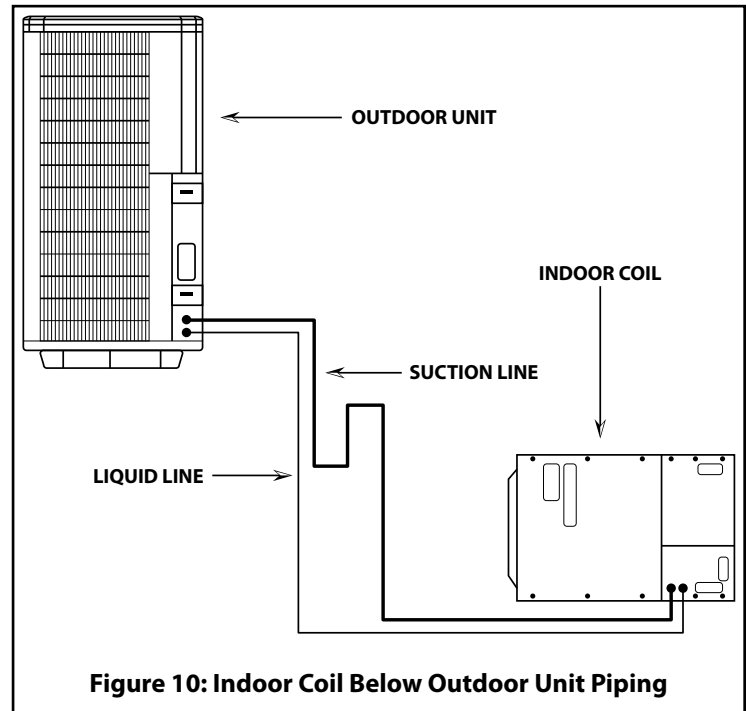 OUTDOOR UNIT
INDOOR COIL
SUCTION LINE
LIQUID LINE
Figure 10: Indoor Coil Below Outdoor Unit Piping